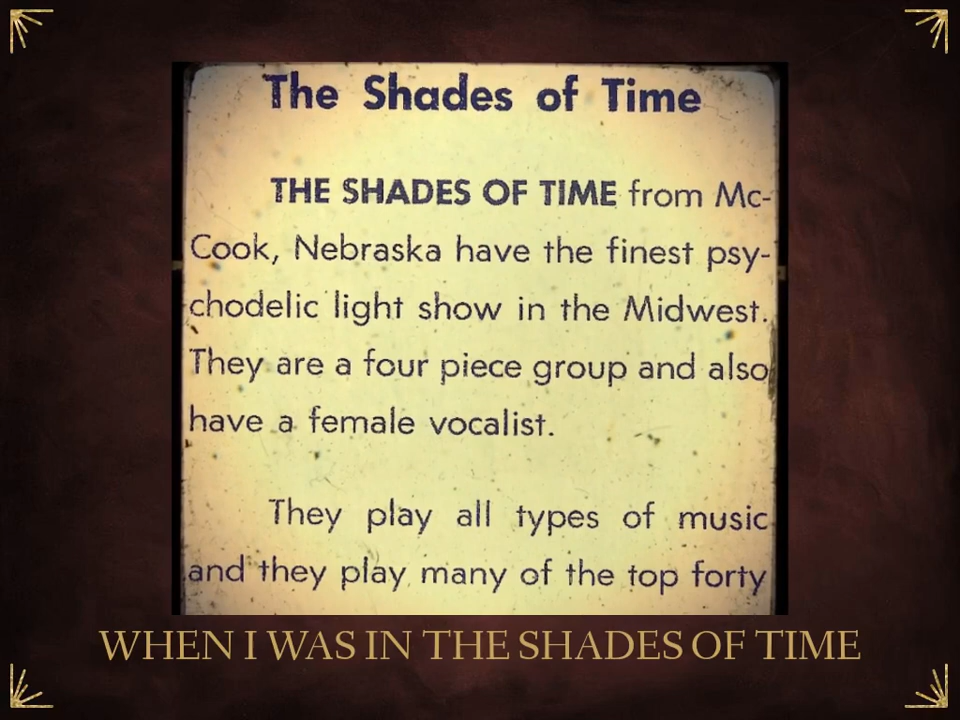 The Shades of Time
THE SHADES OF TIME from Mc-
Cook, Nebraska have the finest psy-
chodelic light show in the Midwest.
They are a four piece group and also
have a female vocalist.
They play all types of music
and they play many of the top forty
WHEN I WAS IN THE SHADES OF TIME